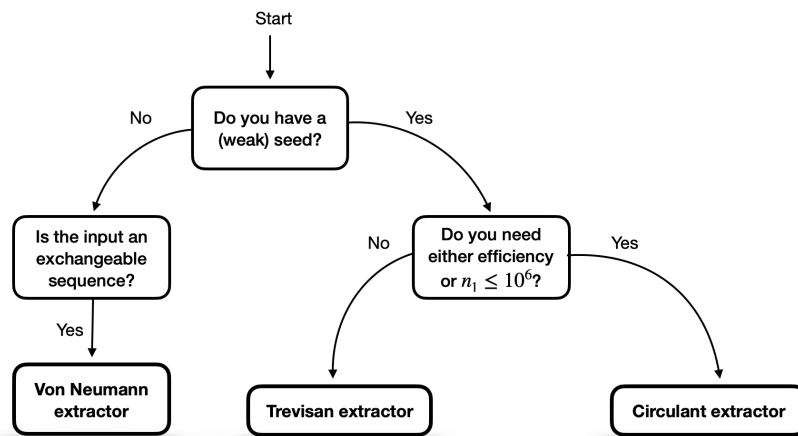 Start
No
Do you have a
(weak) seed?
Yes
Is the input an
exchangeable
sequence?
No
Do you need
either efficiency
or n₁ ≤ 10⁶?
Yes
Yes
Von Neumann
extractor
Trevisan extractor
Circulant extractor